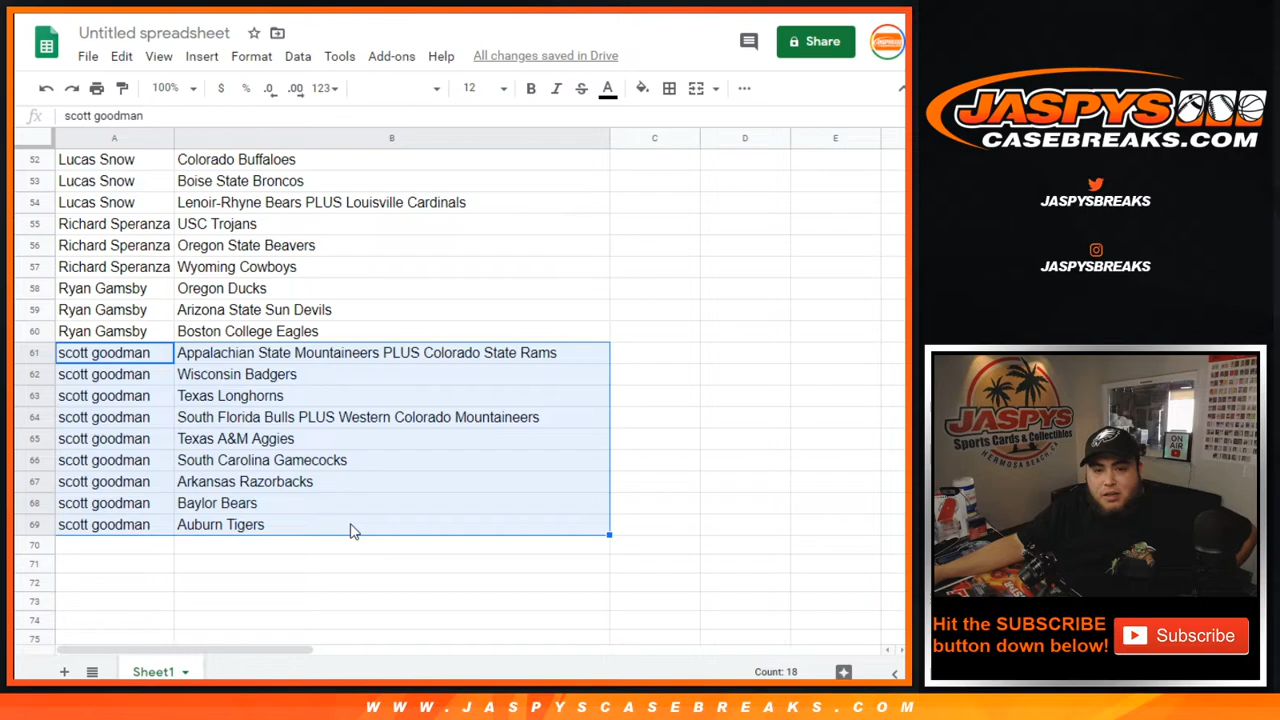 Untitled spreadsheet
File Edit View Insert Format Data Tools Add-ons Help All changes saved in Drive
Share
100% $ % .0 .00 123 12 B I S A
fx scott goodman
A B C D E
52 Lucas Snow Colorado Buffaloes
53 Lucas Snow Boise State Broncos
54 Lucas Snow Lenoir-Rhyne Bears PLUS Louisville Cardinals
55 Richard Speranza USC Trojans
56 Richard Speranza Oregon State Beavers
57 Richard Speranza Wyoming Cowboys
58 Ryan Gamsby Oregon Ducks
59 Ryan Gamsby Arizona State Sun Devils
60 Ryan Gamsby Boston College Eagles
61 scott goodman Appalachian State Mountaineers PLUS Colorado State Rams
62 scott goodman Wisconsin Badgers
63 scott goodman Texas Longhorns
64 scott goodman South Florida Bulls PLUS Western Colorado Mountaineers
65 scott goodman Texas A&M Aggies
66 scott goodman South Carolina Gamecocks
67 scott goodman Arkansas Razorbacks
68 scott goodman Baylor Bears
69 scott goodman Auburn Tigers
70
71
72
73
74
75
Sheet1
Count: 18
JASPYS
CASEBREAKS.COM
JASPYSBREAKS
JASPYSBREAKS
JASPYS
Sports Cards & Collectibles
HERMOSA BEACH, CA
ON AIR
Hit the SUBSCRIBE
button down below!
Subscribe
WWW.JASPYSCASEBREAKS.COM